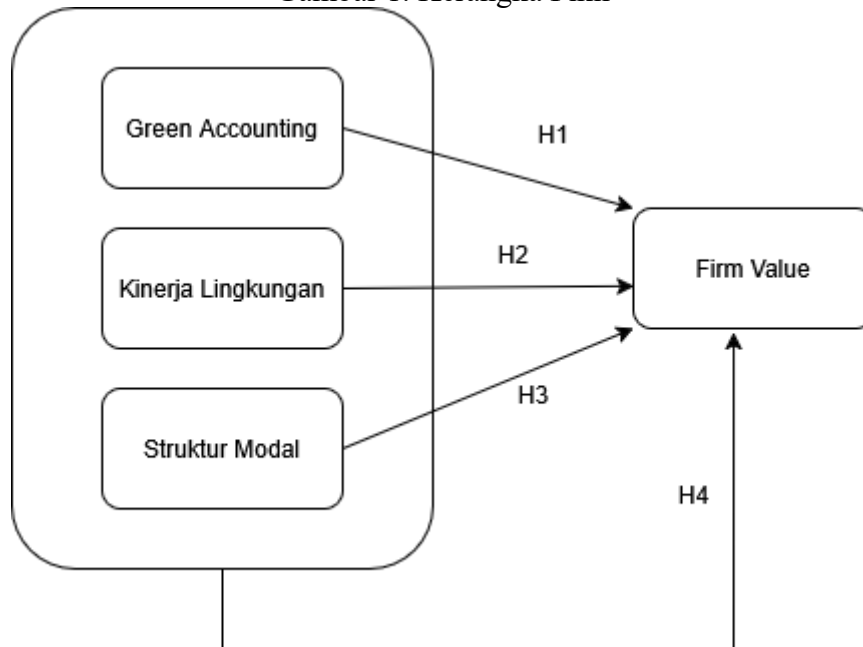 Green Accounting
H1
Kinerja Lingkungan
H2
Firm Value
Struktur Modal
H3
H4